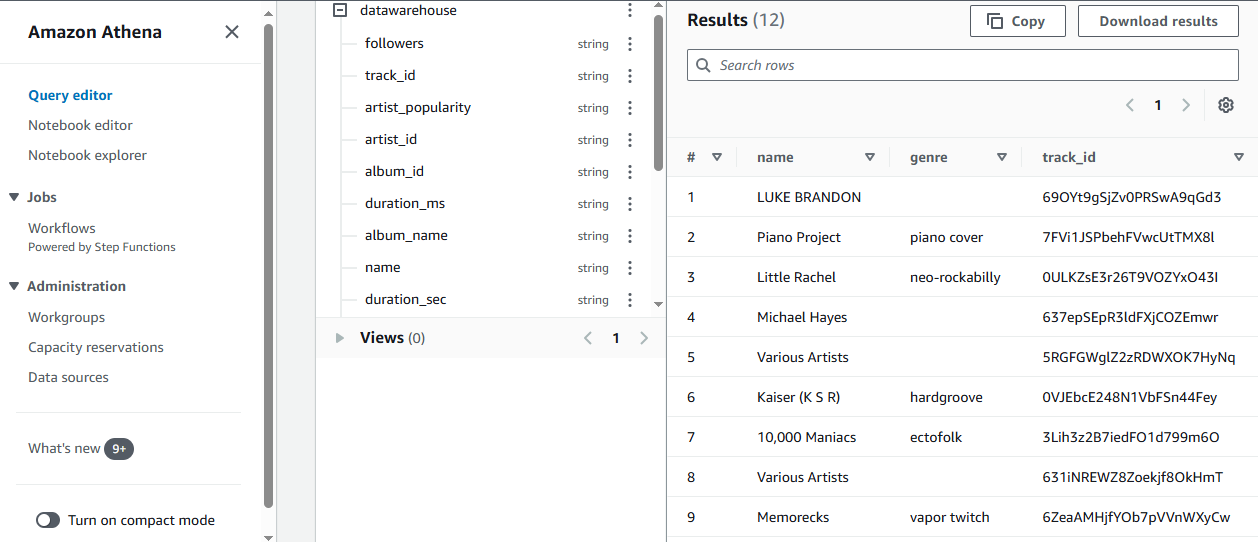 Amazon Athena
Query editor
Notebook editor
Notebook explorer
Jobs
Workflows
Powered by Step Functions
Administration
Workgroups
Capacity reservations
Data sources
What's new 9+
Turn on compact mode
datawarehouse
followers string
track_id string
artist_popularity string
artist_id string
album_id string
duration_ms string
album_name string
name string
duration_sec string
Views (0) 1
Results (12) Copy Download results
Search rows
1
# name genre track_id
1 LUKE BRANDON 69OYt9gSjZv0PRSwA9qGd3
2 Piano Project piano cover 7FVi1JSPbehFVwcUtTMX8l
3 Little Rachel neo-rockabilly 0ULKZsE3r26T9VOZYxO43I
4 Michael Hayes 637epSEpR3ldFXjCOZEmwr
5 Various Artists 5RGFGWglZ2zRDWXOK7HyNq
6 Kaiser (K S R) hardgroove 0VJEbcE248N1VbFSn44Fey
7 10,000 Maniacs ectofolk 3Lih3z2B7iedFO1d799m6O
8 Various Artists 631iNREWZ8Zoekjf8OkHmT
9 Memorecks vapor twitch 6ZeaAMHjfYOb7pVVnWXyCw